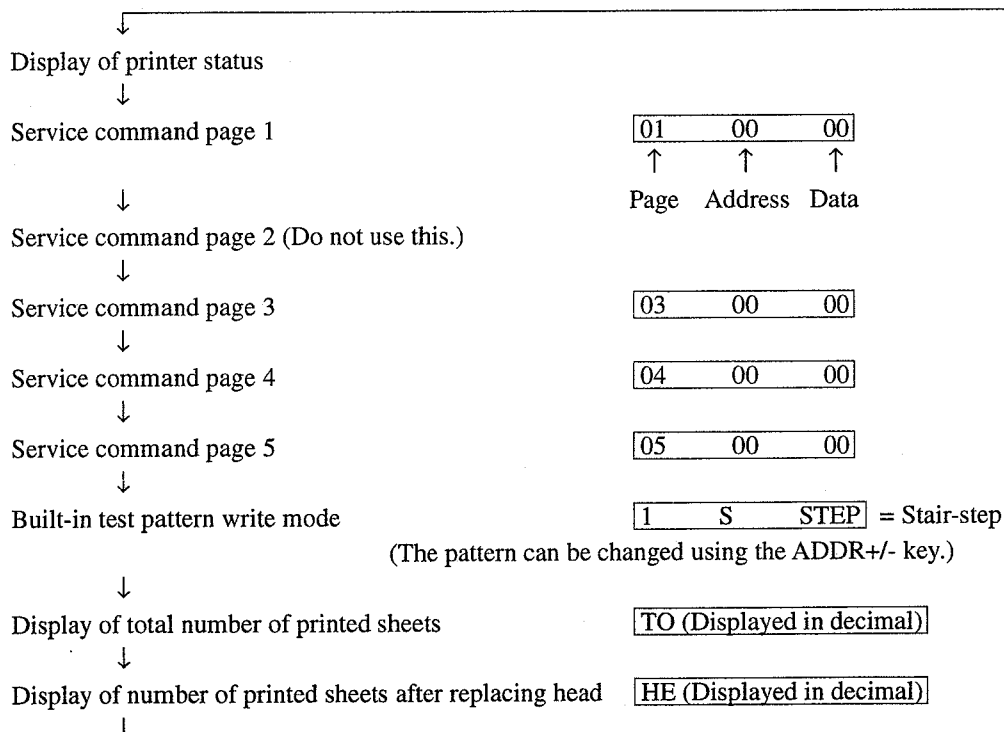 ↓
Display of printer status
↓
Service command page 1 01 00 00
↑ ↑ ↑
↓ Page Address Data
Service command page 2 (Do not use this.)
↓
Service command page 3 03 00 00
↓
Service command page 4 04 00 00
↓
Service command page 5 05 00 00
↓
Built-in test pattern write mode 1 S STEP = Stair-step
(The pattern can be changed using the ADDR+/- key.)
↓
Display of total number of printed sheets TO (Displayed in decimal)
↓
Display of number of printed sheets after replacing head HE (Displayed in decimal)